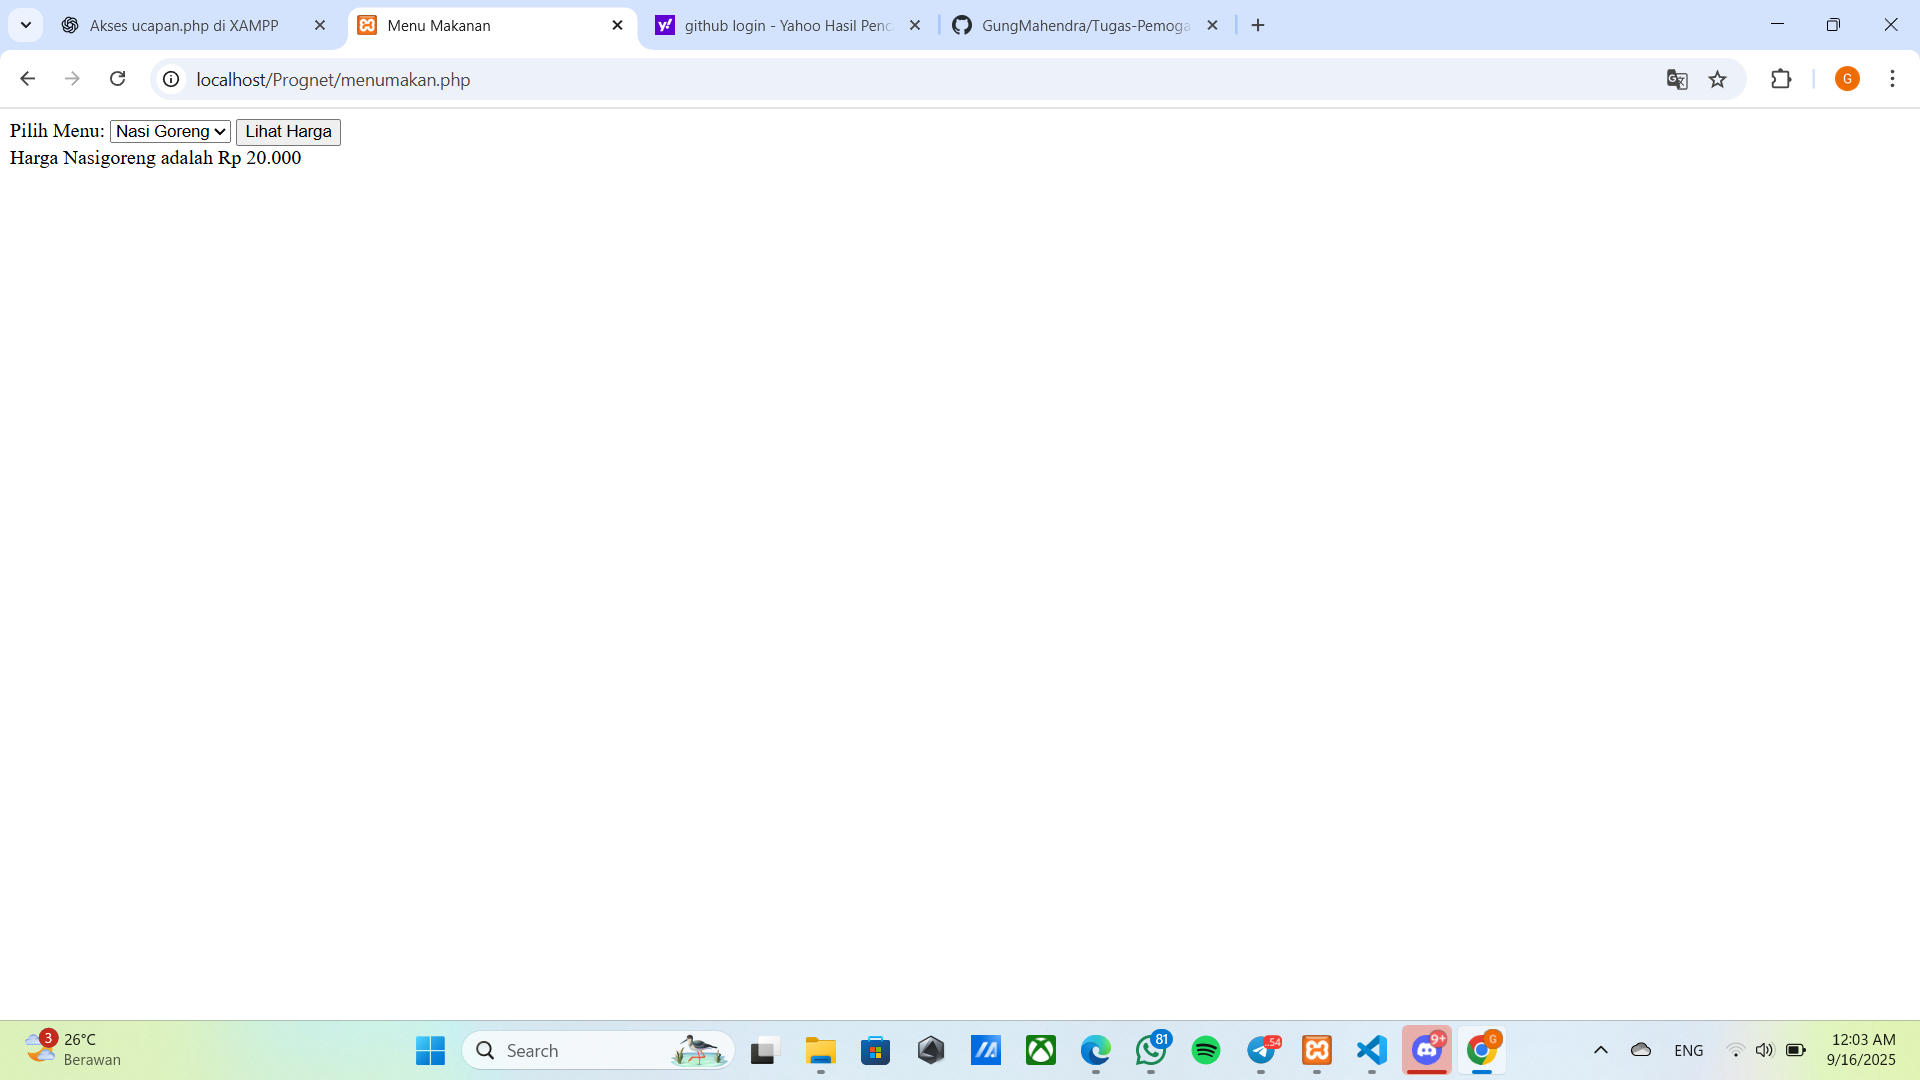 Akses ucapan.php di XAMPP
Menu Makanan
github login - Yahoo Hasil Penc
GungMahendra/Tugas-Pemoga
localhost/Prognet/menumakan.php
G
Pilih Menu: Nasi Goreng Lihat Harga
Harga Nasigoreng adalah Rp 20.000
3
26°C
Berawan
Search
81
..54
9+
G
ENG
12:03 AM
9/16/2025